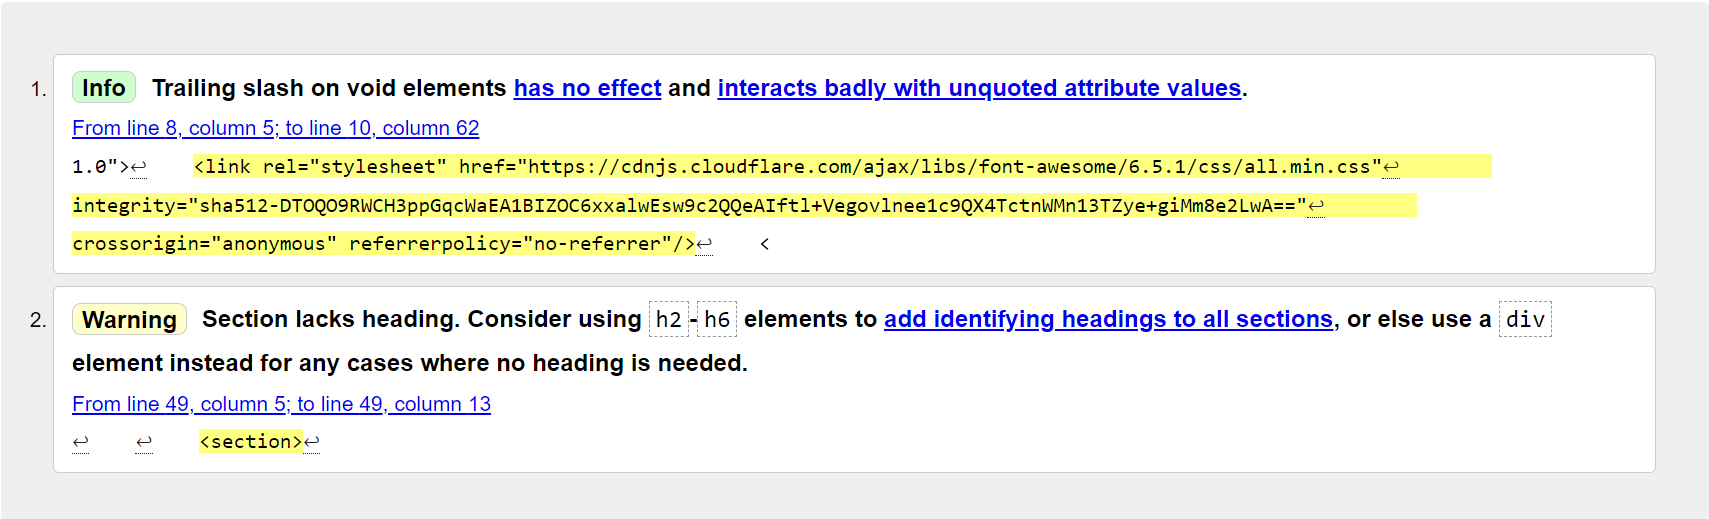 1. Info Trailing slash on void elements has no effect and interacts badly with unquoted attribute values.
From line 8, column 5; to line 10, column 62
1.0">↩    <link rel="stylesheet" href="https://cdnjs.cloudflare.com/ajax/libs/font-awesome/6.5.1/css/all.min.css"↩
integrity="sha512-DTOQO9RWCH3ppGqcWaEA1BIZOC6xxalwEsw9c2QQeAIftl+Vegovlnee1c9QX4TctnWMn13TZye+giMm8e2LwA=="↩
crossorigin="anonymous" referrerpolicy="no-referrer"/>↩    <
2. Warning Section lacks heading. Consider using h2-h6 elements to add identifying headings to all sections, or else use a div
element instead for any cases where no heading is needed.
From line 49, column 5; to line 49, column 13
↩    ↩    <section>↩